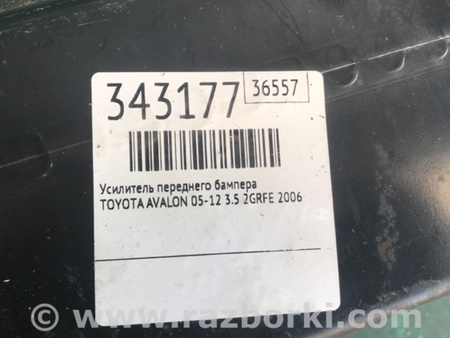 343177 36557
Усилитель переднего бампера
TOYOTA AVALON 05-12 3.5 2GRFE 2006
© www.razborki.com